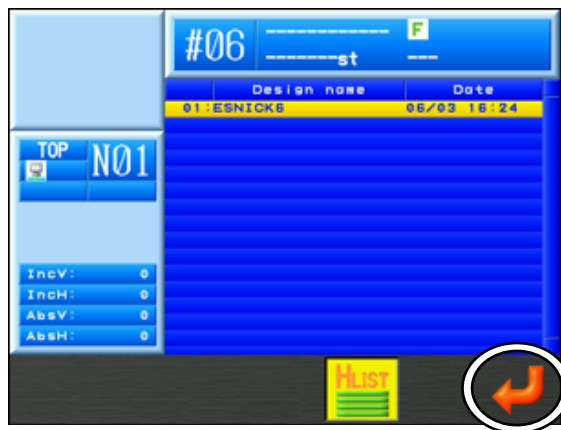 #06 ------------ F
-------st ---
Design name Date
01:ESNICK6 06/03 16:24
TOP N01
IncV: 0
IncH: 0
AbsV: 0
AbsH: 0
HLIST